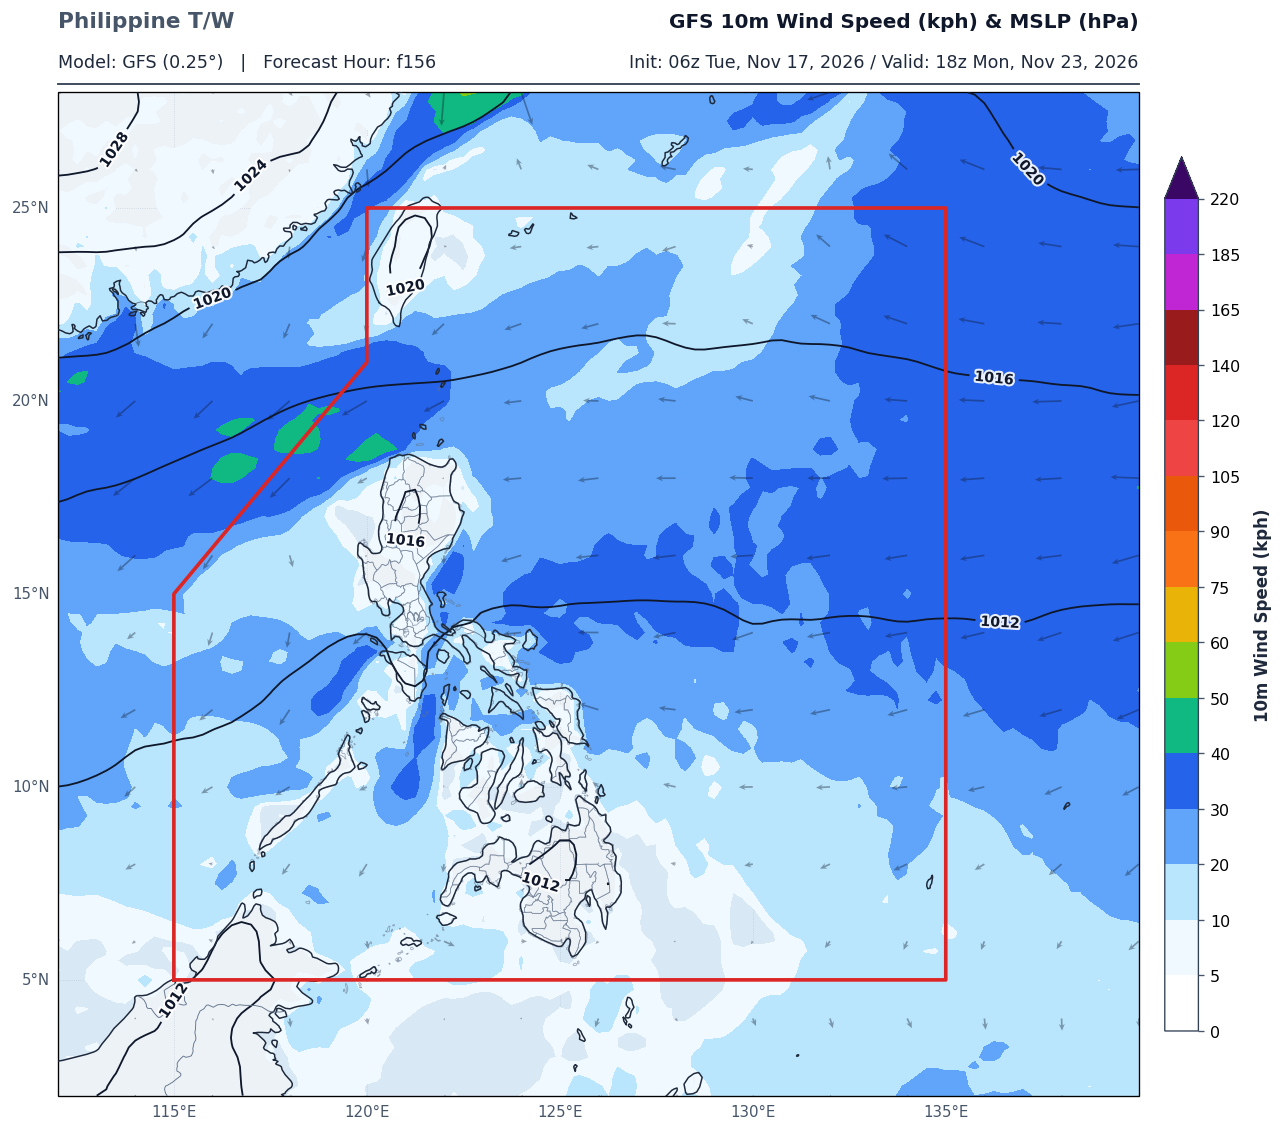 Philippine T/W
GFS 10m Wind Speed (kph) & MSLP (hPa)
Model: GFS (0.25°)   |   Forecast Hour: f156
Init: 06z Tue, Nov 17, 2026 / Valid: 18z Mon, Nov 23, 2026
1028
1024
1020
1020
1020
1016
1016
1012
1012
1012
25°N
20°N
15°N
10°N
5°N
115°E
120°E
125°E
130°E
135°E
220
185
165
140
120
105
90
75
60
50
40
30
20
10
5
0
10m Wind Speed (kph)